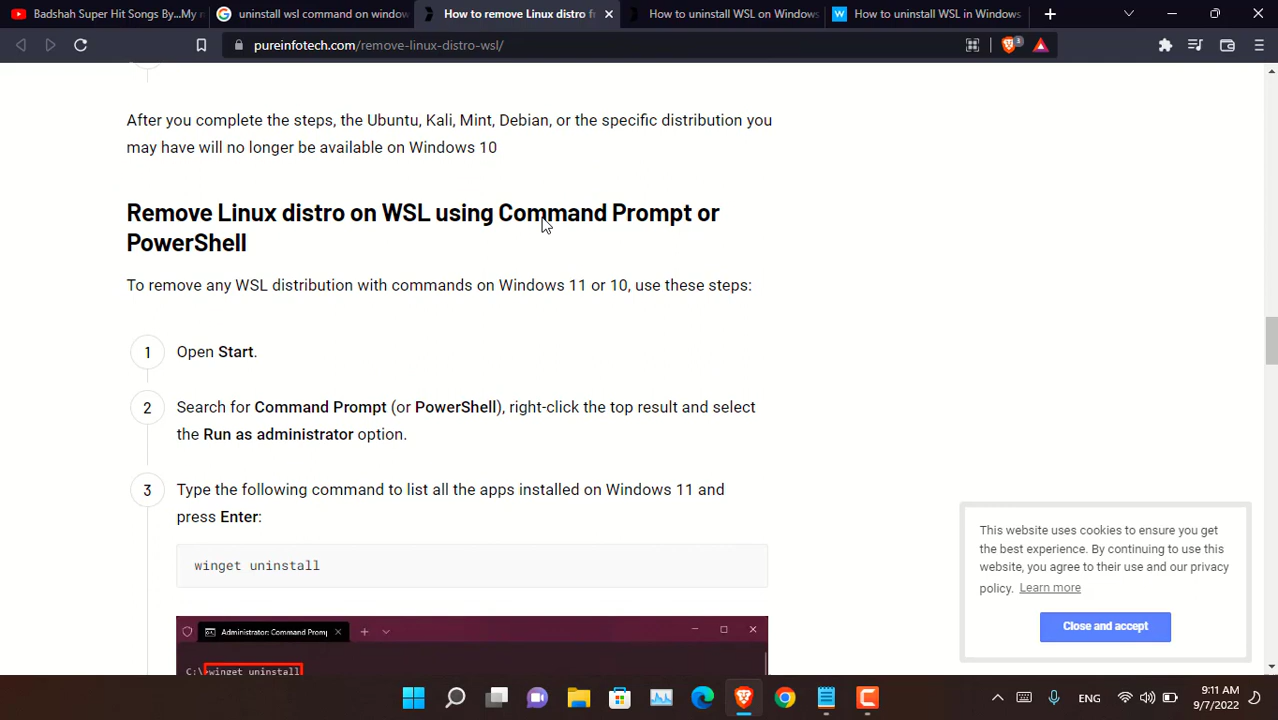 Badshah Super Hit Songs By...My n
uninstall wsl command on window
How to remove Linux distro f
How to uninstall WSL on Windows
W How to uninstall WSL in Windows
pureinfotech.com/remove-linux-distro-wsl/
3
After you complete the steps, the Ubuntu, Kali, Mint, Debian, or the specific distribution you
may have will no longer be available on Windows 10
Remove Linux distro on WSL using Command Prompt or
PowerShell
To remove any WSL distribution with commands on Windows 11 or 10, use these steps:
1 Open Start.
2 Search for Command Prompt (or PowerShell), right-click the top result and select
the Run as administrator option.
3 Type the following command to list all the apps installed on Windows 11 and
press Enter:
winget uninstall
Administrator: Command Promp
C:\>winget uninstall
This website uses cookies to ensure you get
the best experience. By continuing to use this
website, you agree to their use and our privacy
policy. Learn more
Close and accept
ENG
9:11 AM
9/7/2022